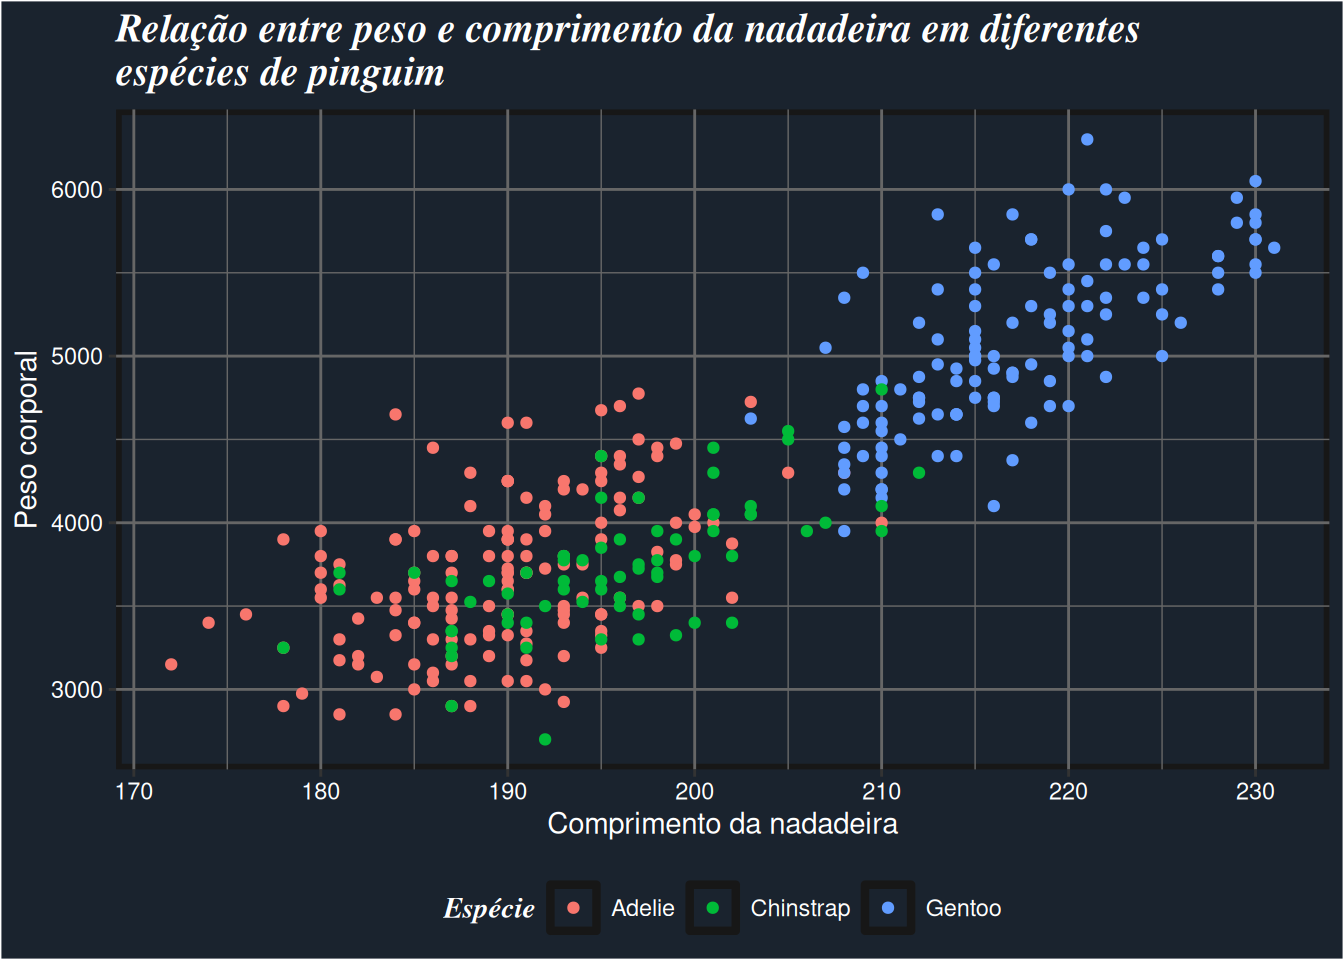 Relação entre peso e comprimento da nadadeira em diferentes
espécies de pinguim
6000
5000
4000
3000
Peso corporal
170 180 190 200 210 220 230
Comprimento da nadadeira
Espécie Adelie Chinstrap Gentoo